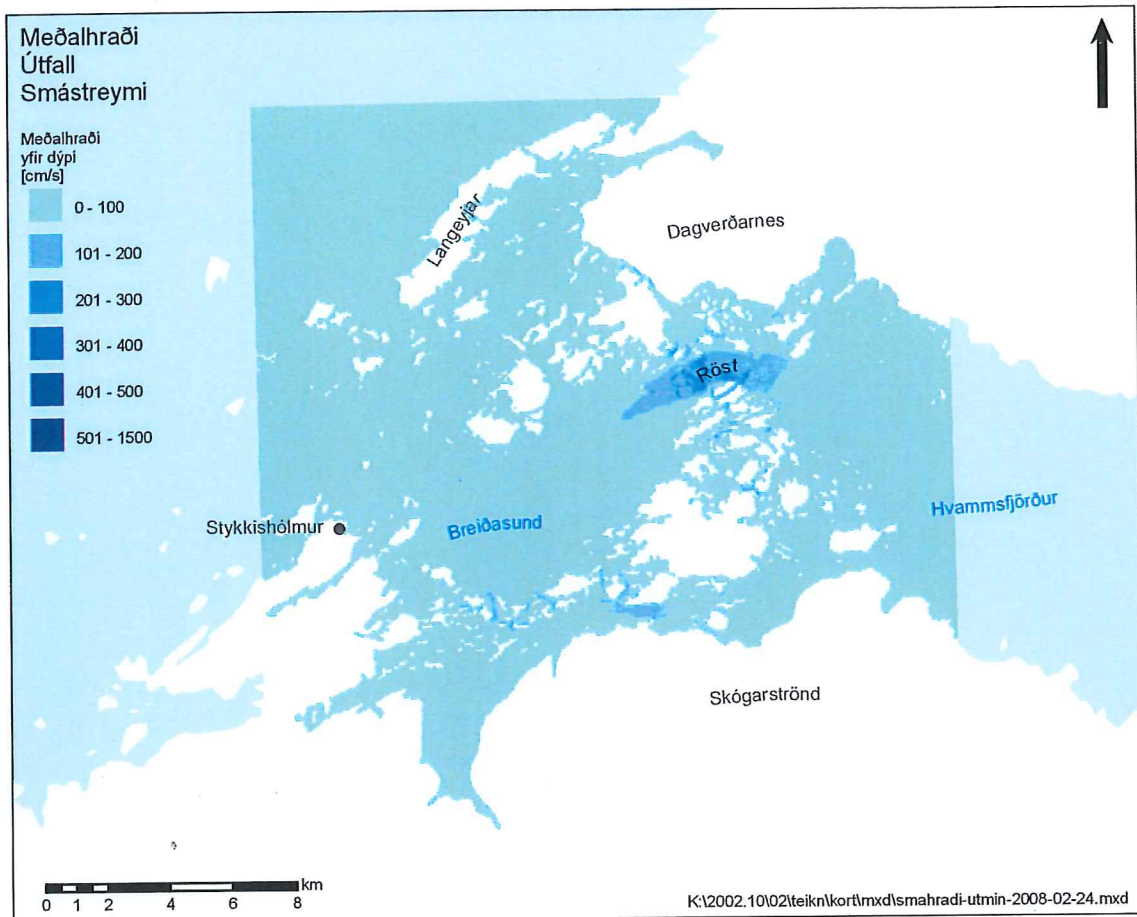 Meðalhraði
Útfall
Smástreymi
Meðalhraði
yfir dýpi
[cm/s]
0 - 100
101 - 200
201 - 300
301 - 400
401 - 500
501 - 1500
Langeyjar
Dagverðarnes
Röst
Hvammsfjörður
Stykkishólmur
Breiðasund
Skógarströnd
km
0 1 2 4 6 8
K:\2002.10\02\teikn\kort\mxd\smahradi-utmin-2008-02-24.mxd